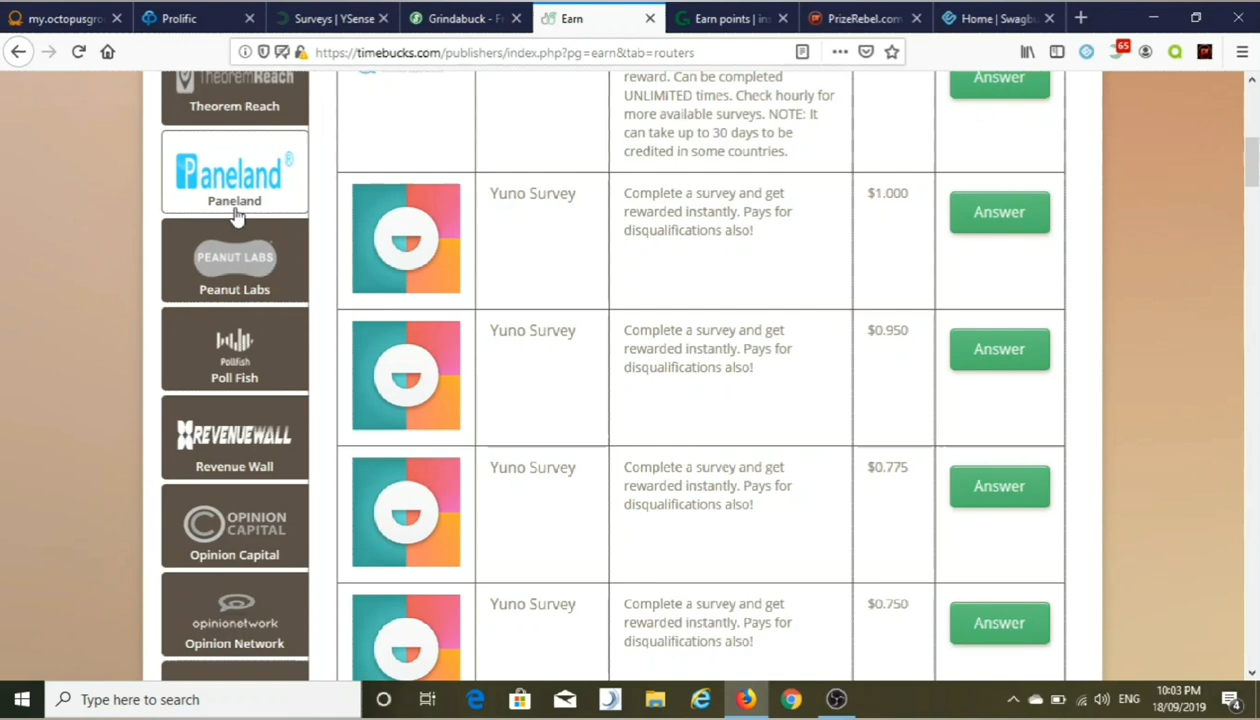 my.octopusgro
Prolific
Surveys | YSense
Grindabuck - F
Earn
Earn points | ins
PrizeRebel.com
Home | Swagbu
https://timebucks.com/publishers/index.php?pg=earn&tab=routers
65
TheoremReach
Theorem Reach
Paneland
Paneland
PEANUT LABS
Peanut Labs
Pollfish
Poll Fish
REVENUEWALL
Revenue Wall
OPINION
CAPITAL
Opinion Capital
opinionetwork
Opinion Network
reward. Can be completed
UNLIMITED times. Check hourly for
more available surveys. NOTE: It
can take up to 30 days to be
credited in some countries.
Answer
Yuno Survey
Complete a survey and get
rewarded instantly. Pays for
disqualifications also!
$1.000
Answer
Yuno Survey
Complete a survey and get
rewarded instantly. Pays for
disqualifications also!
$0.950
Answer
Yuno Survey
Complete a survey and get
rewarded instantly. Pays for
disqualifications also!
$0.775
Answer
Yuno Survey
Complete a survey and get
rewarded instantly. Pays for
disqualifications also!
$0.750
Answer
Type here to search
ENG
10:03 PM
18/09/2019
4